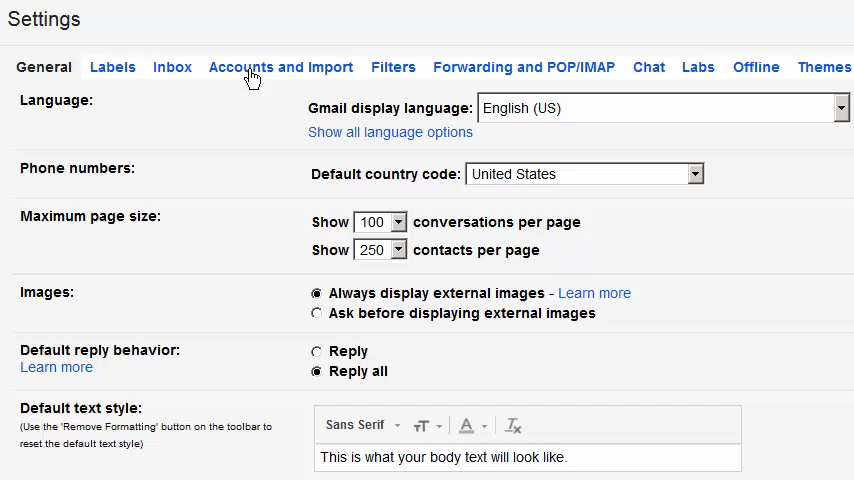 Settings
General Labels Inbox Accounts and Import Filters Forwarding and POP/IMAP Chat Labs Offline Themes
Language: Gmail display language: English (US)
Show all language options
Phone numbers: Default country code: United States
Maximum page size: Show 100 conversations per page
Show 250 contacts per page
Images: Always display external images - Learn more
Ask before displaying external images
Default reply behavior: Reply
Learn more Reply all
Default text style:
(Use the 'Remove Formatting' button on the toolbar to reset the default text style)
Sans Serif
This is what your body text will look like.